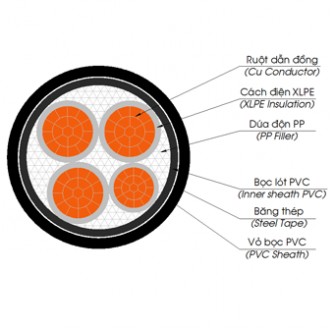 Ruột dẫn đồng
(Cu Conductor)
Cách điện XLPE
(XLPE Insulation)
Dúa độn PP
(PP Filler)
Bọc lót PVC
(Inner sheath PVC)
Băng thép
(Steel Tape)
Vỏ bọc PVC
(PVC Sheath)